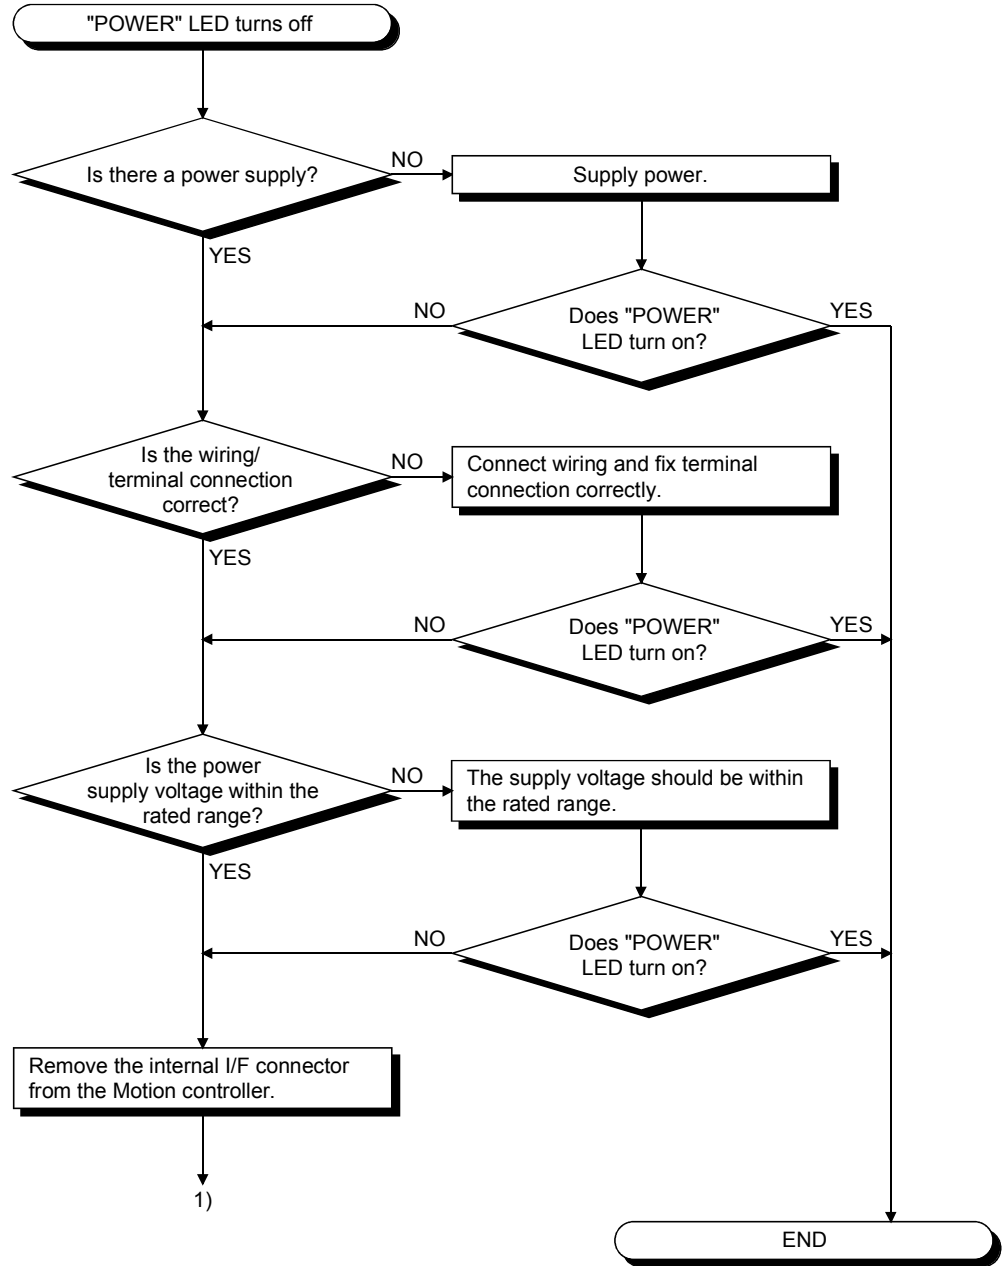 "POWER" LED turns off
Is there a power supply?
NO
Supply power.
YES
NO
Does "POWER"
LED turn on?
YES
Is the wiring/
terminal connection
correct?
NO
Connect wiring and fix terminal
connection correctly.
YES
NO
Does "POWER"
LED turn on?
YES
Is the power
supply voltage within the
rated range?
NO
The supply voltage should be within
the rated range.
YES
NO
Does "POWER"
LED turn on?
YES
Remove the internal I/F connector
from the Motion controller.
1)
END